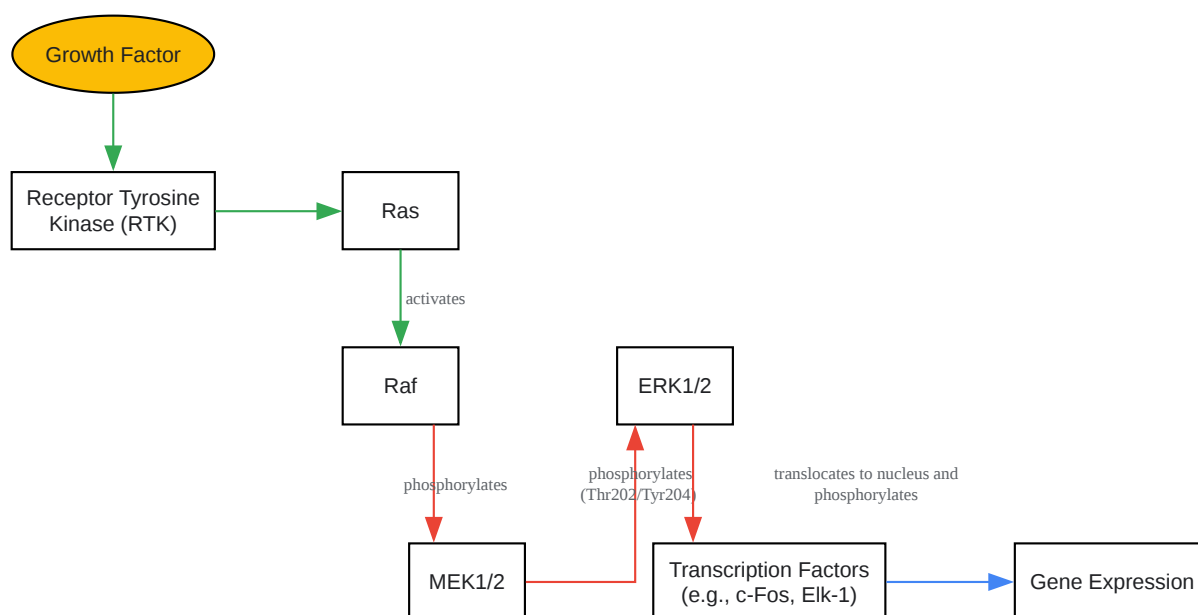 Growth Factor
Receptor Tyrosine
Kinase (RTK)
Ras
activates
Raf
ERK1/2
phosphorylates
phosphorylates
(Thr202/Tyr204)
translocates to nucleus and
phosphorylates
MEK1/2
Transcription Factors
(e.g., c-Fos, Elk-1)
Gene Expression